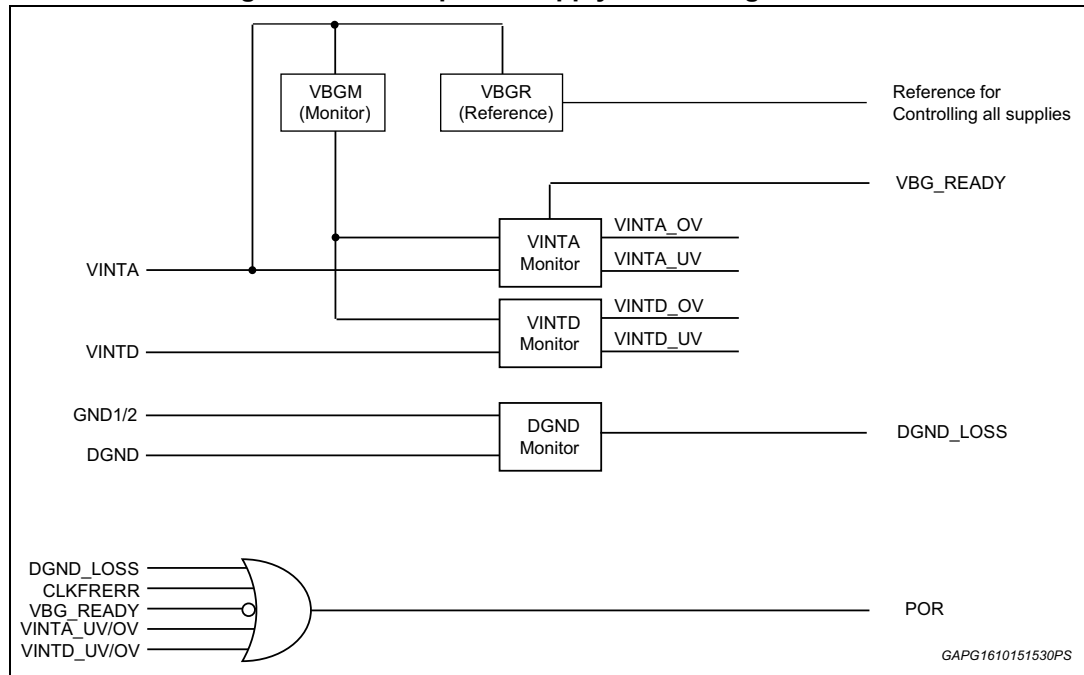 VBGM
(Monitor)
VBGR
(Reference)
Reference for
Controlling all supplies
VBG_READY
VINTA
Monitor
VINTA_OV
VINTA_UV
VINTA
VINTD
Monitor
VINTD_OV
VINTD_UV
VINTD
GND1/2
DGND
DGND
Monitor
DGND_LOSS
DGND_LOSS
CLKFRERR
VBG_READY
VINTA_UV/OV
VINTD_UV/OV
POR
GAPG1610151530PS